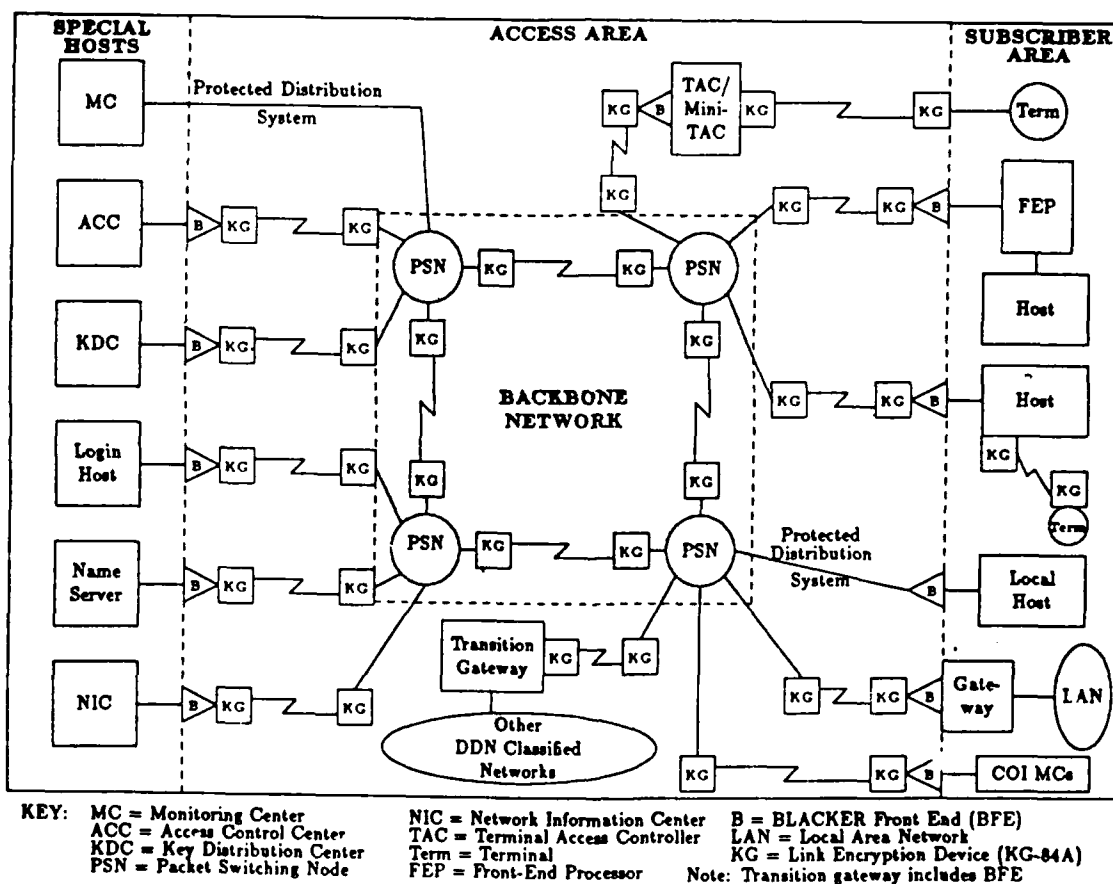 SPECIAL
HOSTS
ACCESS AREA
SUBSCRIBER
AREA
MC
Protected Distribution
System
KG
B
TAC/
Mini-
TAC
KG
KG
Term
KG
ACC
B
KG
KG
KG
KG
B
FEP
PSN
KG
KG
PSN
Host
KDC
B
KG
KG
KG
KG
BACKBONE
NETWORK
KG
KG
B
Host
KG
KG
Term
Login
Host
B
KG
KG
KG
KG
PSN
KG
KG
PSN
Protected
Distribution
System
B
Local
Host
Name
Server
B
KG
KG
Transition
Gateway
KG
KG
NIC
B
KG
KG
KG
KG
B
Gate-
way
LAN
Other
DDN Classified
Networks
KG
KG
B
COI MCs
KEY: MC = Monitoring Center
ACC = Access Control Center
KDC = Key Distribution Center
PSN = Packet Switching Node
NIC = Network Information Center
TAC = Terminal Access Controller
Term = Terminal
FEP = Front-End Processor
B = BLACKER Front End (BFE)
LAN = Local Area Network
KG = Link Encryption Device (KG-84A)
Note: Transition gateway includes BFE